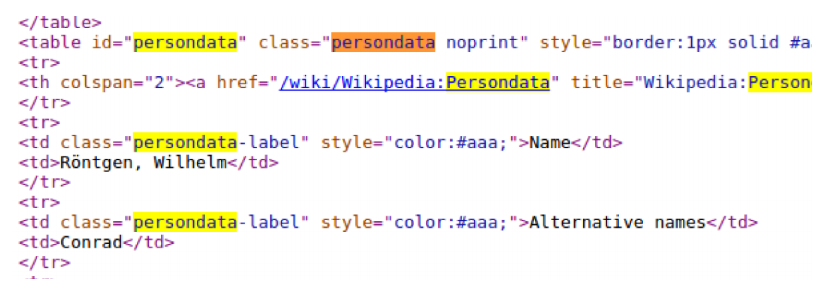 </table>
<table id="persondata" class="persondata noprint" style="border:1px solid #a
<tr>
<th colspan="2"><a href="/wiki/Wikipedia:Persondata" title="Wikipedia:Person
</tr>
<tr>
<td class="persondata-label" style="color:#aaa;">Name</td>
<td>Röntgen, Wilhelm</td>
</tr>
<tr>
<td class="persondata-label" style="color:#aaa;">Alternative names</td>
<td>Conrad</td>
</tr>